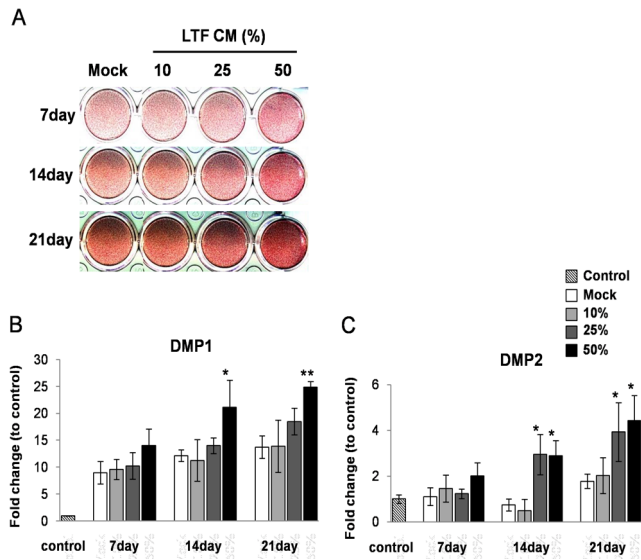 A
LTF CM (%)
Mock 10 25 50
7day
14day
21day
Control
Mock
10%
25%
50%
B
DMP1
Fold change (to control)
30
25
20
15
10
5
0
*
**
control 7day 14day 21day
C
DMP2
Fold change (to control)
6
4
2
0
* *
* *
control 7day 14day 21day